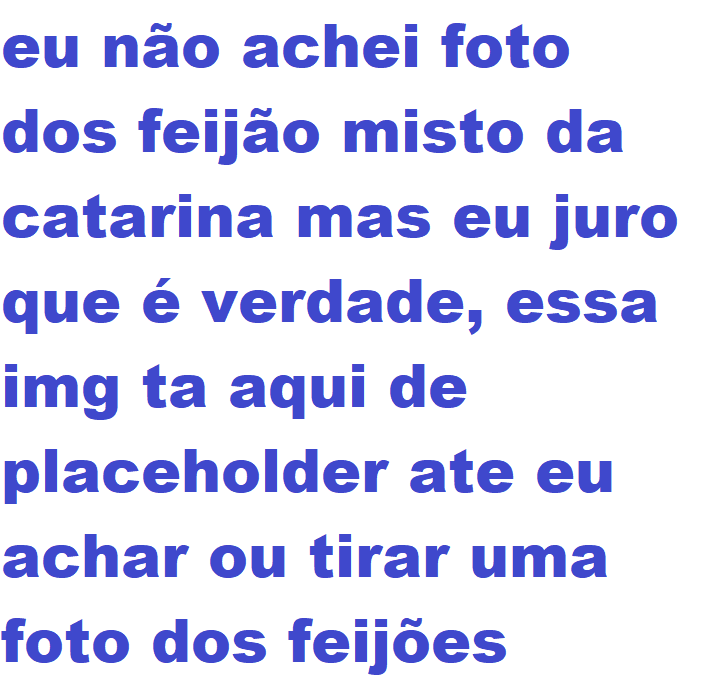 eu não achei foto
dos feijão misto da
catarina mas eu juro
que é verdade, essa
img ta aqui de
placeholder ate eu
achar ou tirar uma
foto dos feijões